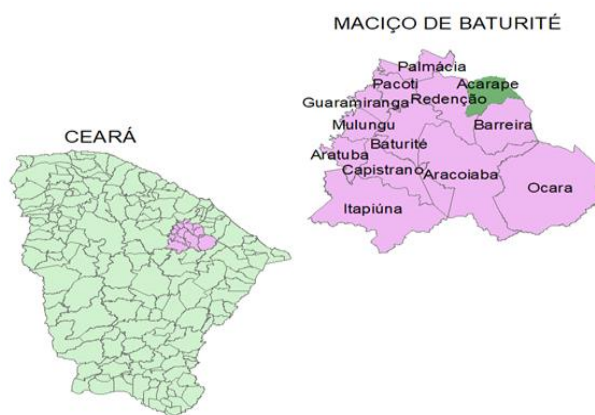 MACIÇO DE BATURITÉ
Palmácia
Pacoti
Acarape
Guaramiranga
Redenção
Mulungu
Barreira
Baturité
Aratuba
Capistrano
Aracoiaba
Ocara
Itapiúna
CEARÁ